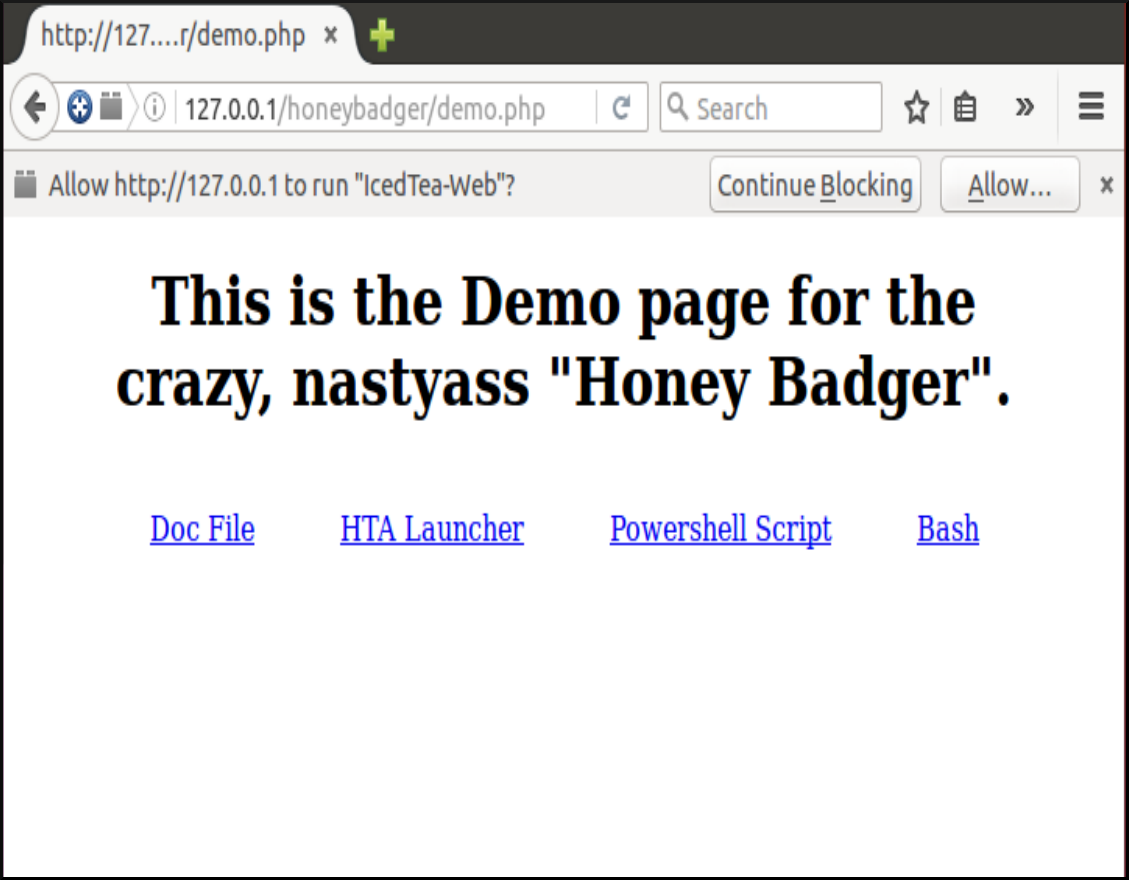 http://127....r/demo.php
127.0.0.1/honeybadger/demo.php Search
Allow http://127.0.0.1 to run "IcedTea-Web"? Continue Blocking Allow...
This is the Demo page for the
crazy, nastyass "Honey Badger".
Doc File HTA Launcher Powershell Script Bash